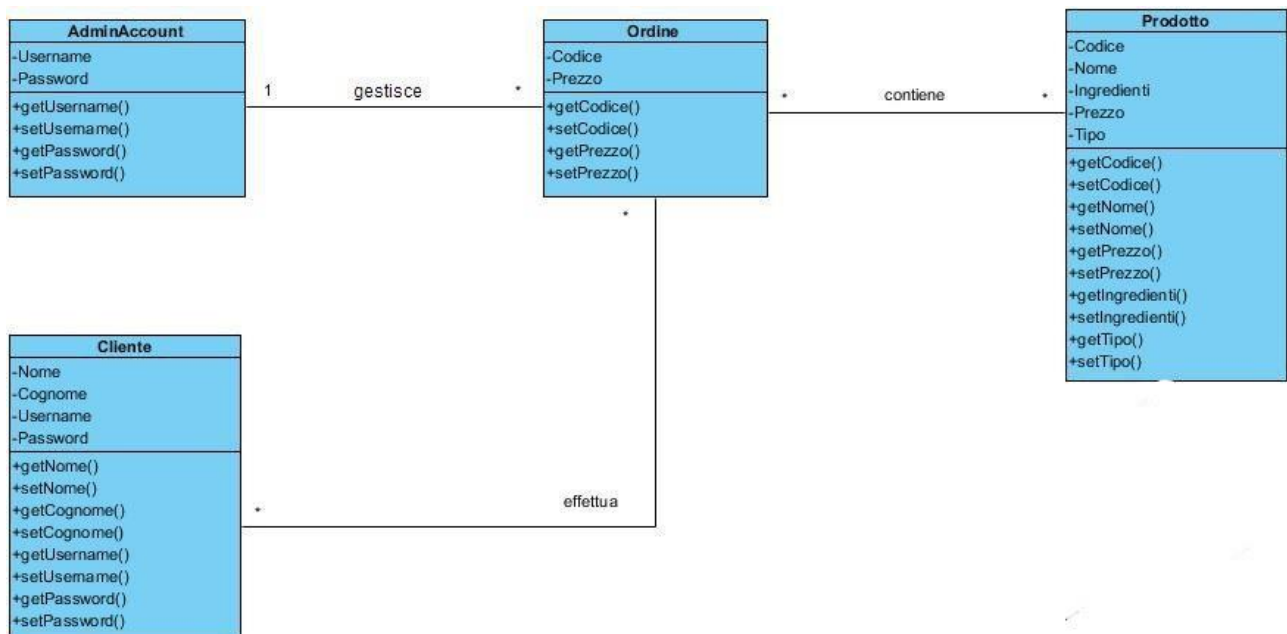 AdminAccount
-Username
-Password
+getUsername()
+setUsername()
+getPassword()
+setPassword()
1
gestisce
*
Ordine
-Codice
-Prezzo
+getCodice()
+setCodice()
+getPrezzo()
+setPrezzo()
*
contiene
*
Prodotto
-Codice
-Nome
-Ingredienti
-Prezzo
-Tipo
+getCodice()
+setCodice()
+getNome()
+setNome()
+getPrezzo()
+setPrezzo()
+getIngredienti()
+setIngredienti()
+getTipo()
+setTipo()
*
Cliente
-Nome
-Cognome
-Username
-Password
+getNome()
+setNome()
+getCognome()
+setCognome()
+getUsername()
+setUsername()
+getPassword()
+setPassword()
*
effettua